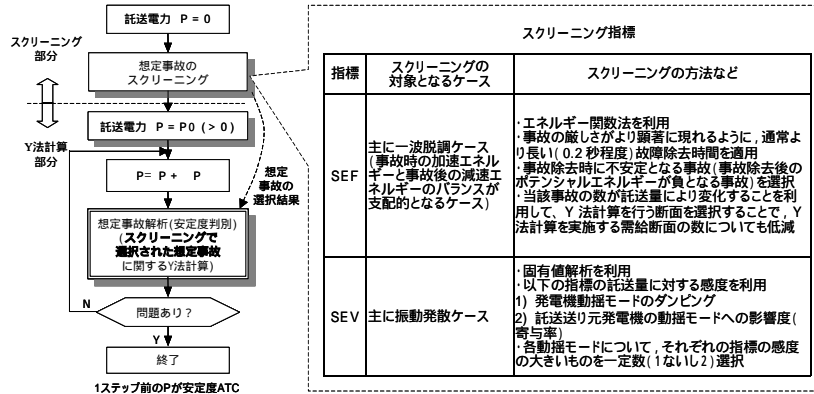 託送電力 P = 0
スクリーニング
部分
想定事故の
スクリーニング
託送電力 P = P0 (> 0)
Y法計算
部分
P= P + P
想定
事故の
選択結果
想定事故解析(安定度判別)
(スクリーニングで
選択された想定事故
に関するY法計算)
N
問題あり?
Y
終了
1ステップ前のPが安定度ATC
スクリーニング指標
指標
スクリーニングの
対象となるケース
スクリーニングの方法など
SEF
主に一波脱調ケース
(事故時の加速エネル
ギーと事故後の減速エ
ネルギーのバランスが
支配的となるケース)
・エネルギー関数法を利用
・事故の厳しさがより顕著に現れるように,通常よ
り長い(0.2秒程度)故障除去時間を適用
・事故除去時に不安定となる事故(事故除去後の
ポテンシャルエネルギーが負となる事故)を選択
・当該事故の数が託送量により変化することを利
用して、Y 法計算を行う断面を選択することで,Y
法計算を実施する需給断面の数についても低減
SEV
主に振動発散ケース
・固有値解析を利用
・以下の指標の託送量に対する感度を利用
1) 発電機動揺モードのダンピング
2) 託送送り元発電機の動揺モードへの影響度(
寄与率)
・各動揺モードについて,それぞれの指標の感度
の大きいものを一定数(1ないし2)選択